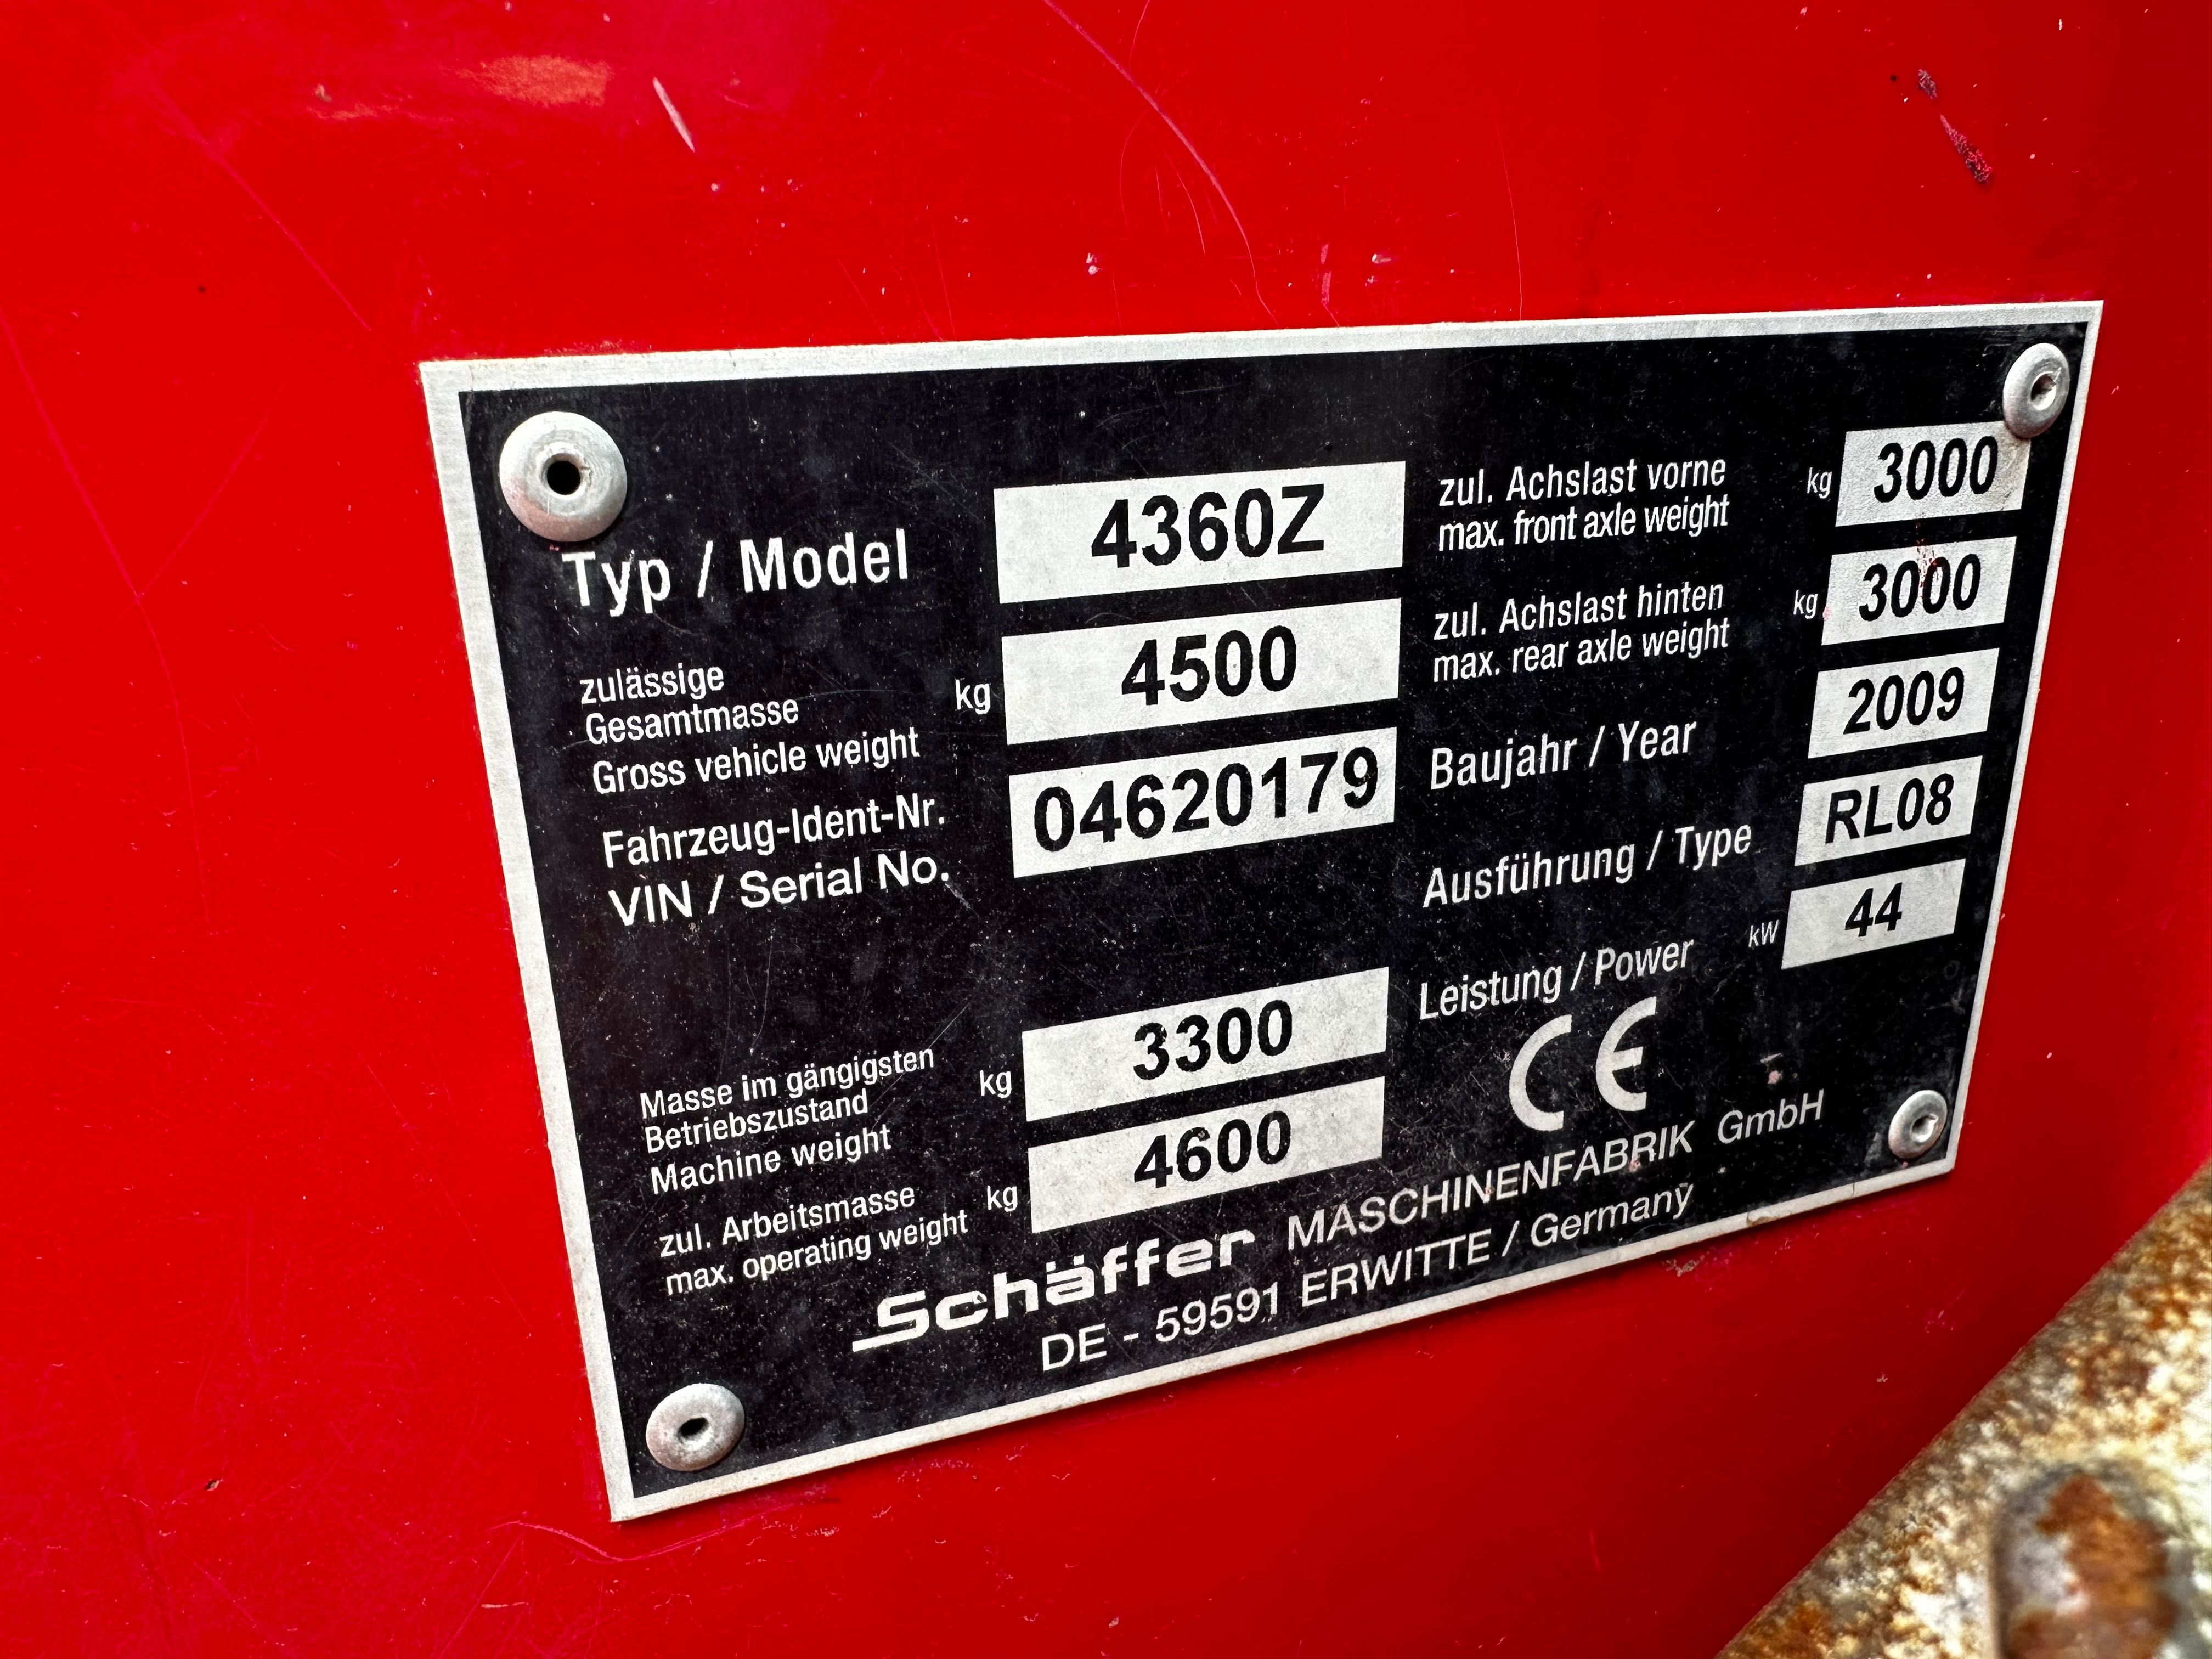 Typ / Model 4360Z
zulässige
Gesamtmasse
Gross vehicle weight kg 4500
Fahrzeug-Ident-Nr.
VIN / Serial No. 04620179
Masse im gängigsten
Betriebszustand
Machine weight kg 3300
zul. Arbeitsmasse
max. operating weight kg 4600
zul. Achslast vorne
max. front axle weight kg 3000
zul. Achslast hinten
max. rear axle weight kg 3000
Baujahr / Year 2009
Ausführung / Type RL08
Leistung / Power kW 44
CE
Schäffer MASCHINENFABRIK GmbH
DE - 59591 ERWITTE / Germany